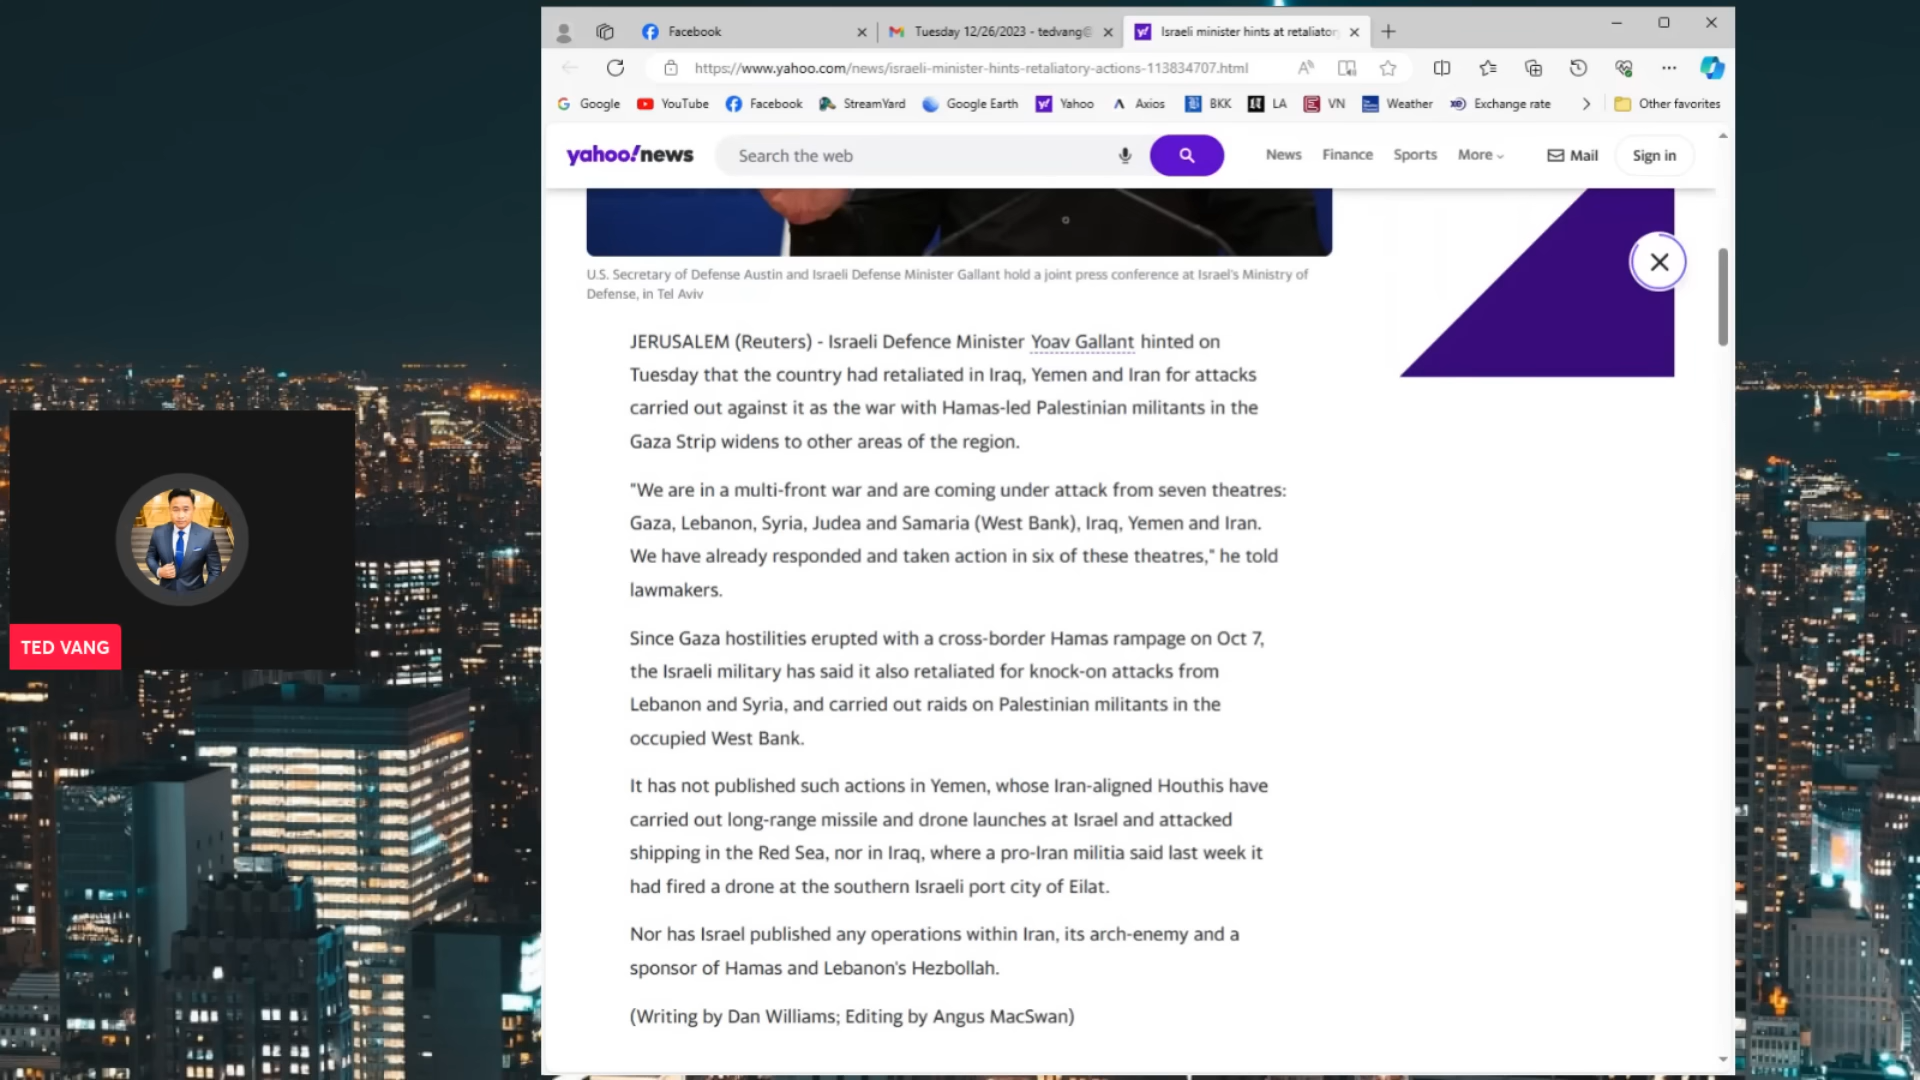 Facebook
Tuesday 12/26/2023 - tedvang@
Israeli minister hints at retaliator
https://www.yahoo.com/news/israeli-minister-hints-retaliatory-actions-113834707.html
Google
YouTube
Facebook
StreamYard
Google Earth
Yahoo
Axios
BKK
LA
VN
Weather
Exchange rate
Other favorites
yahoo!news
Search the web
News
Finance
Sports
More
Mail
Sign in
U.S. Secretary of Defense Austin and Israeli Defense Minister Gallant hold a joint press conference at Israel's Ministry of
Defense, in Tel Aviv
JERUSALEM (Reuters) - Israeli Defence Minister Yoav Gallant hinted on
Tuesday that the country had retaliated in Iraq, Yemen and Iran for attacks
carried out against it as the war with Hamas-led Palestinian militants in the
Gaza Strip widens to other areas of the region.
"We are in a multi-front war and are coming under attack from seven theatres:
Gaza, Lebanon, Syria, Judea and Samaria (West Bank), Iraq, Yemen and Iran.
We have already responded and taken action in six of these theatres," he told
lawmakers.
Since Gaza hostilities erupted with a cross-border Hamas rampage on Oct 7,
the Israeli military has said it also retaliated for knock-on attacks from
Lebanon and Syria, and carried out raids on Palestinian militants in the
occupied West Bank.
It has not published such actions in Yemen, whose Iran-aligned Houthis have
carried out long-range missile and drone launches at Israel and attacked
shipping in the Red Sea, nor in Iraq, where a pro-Iran militia said last week it
had fired a drone at the southern Israeli port city of Eilat.
Nor has Israel published any operations within Iran, its arch-enemy and a
sponsor of Hamas and Lebanon's Hezbollah.
(Writing by Dan Williams; Editing by Angus MacSwan)
TED VANG